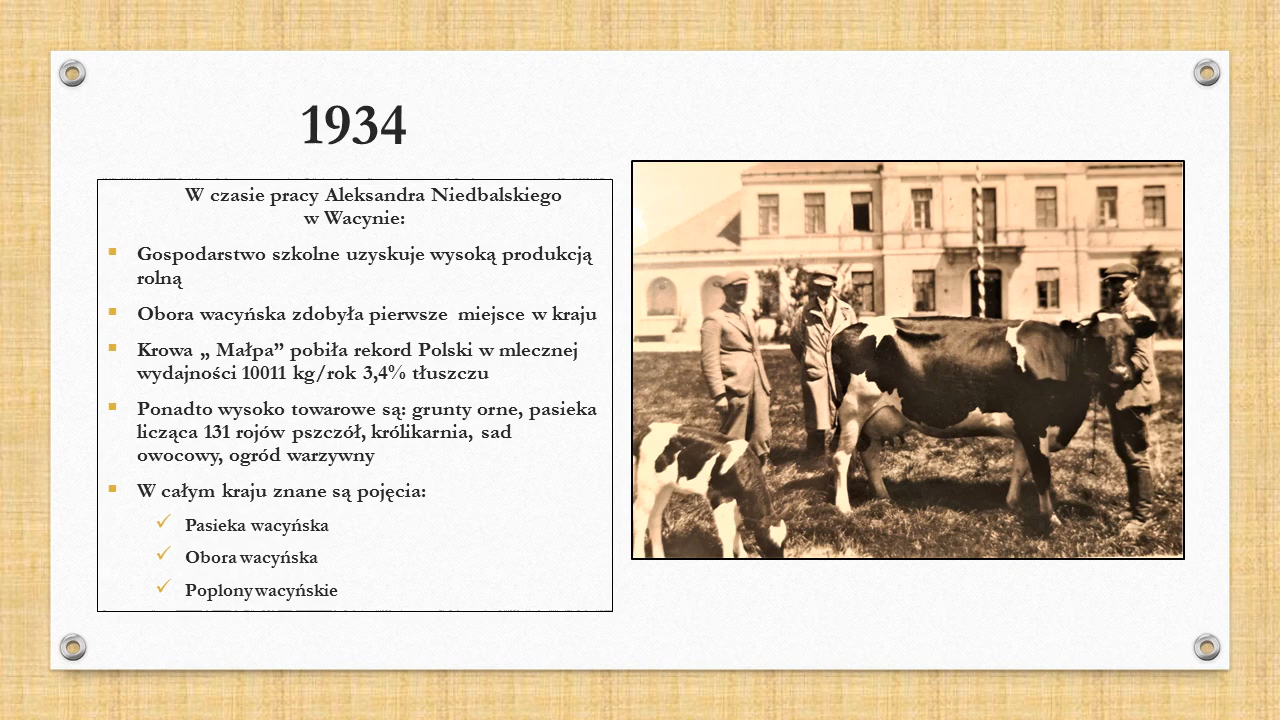 1934
W czasie pracy Aleksandra Niedbalskiego
w Wacynie:
Gospodarstwo szkolne uzyskuje wysoką produkcją
rolną
Obora wacyńska zdobyła pierwsze miejsce w kraju
Krowa „ Małpa” pobiła rekord Polski w mlecznej
wydajności 10011 kg/rok 3,4% tłuszczu
Ponadto wysoko towarowe są: grunty orne, pasieka
licząca 131 rojów pszczół, królikarnia, sad
owocowy, ogród warzywny
W całym kraju znane są pojęcia:
Pasieka wacyńska
Obora wacyńska
Poplony wacyńskie